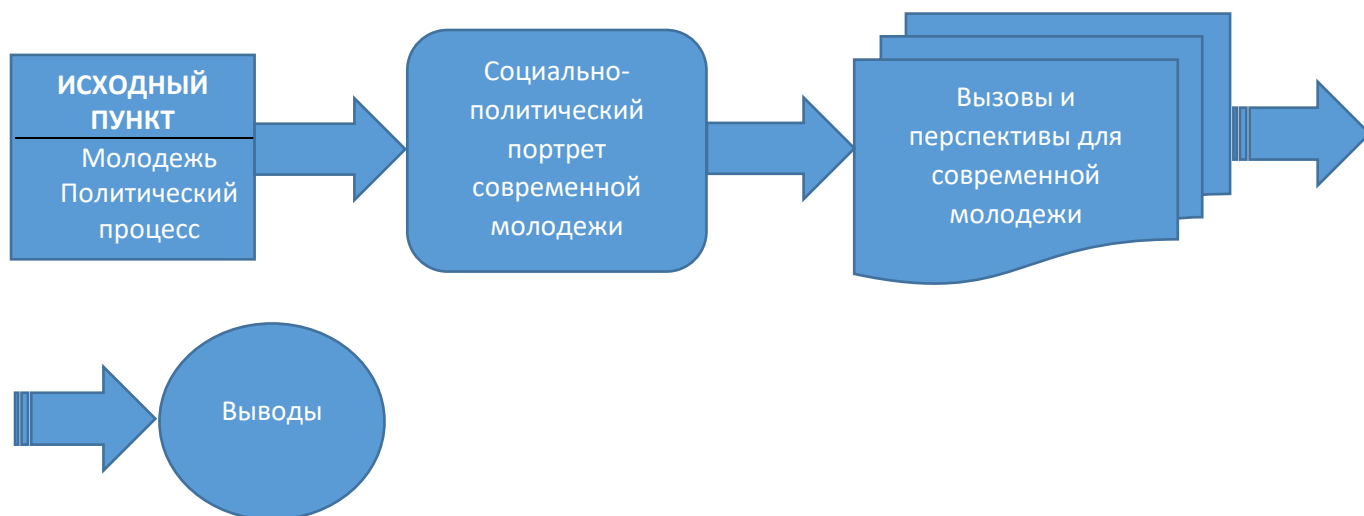 ИСХОДНЫЙ
ПУНКТ
Молодежь
Политический
процесс
Социально-
политический
портрет
современной
молодежи
Вызовы и
перспективы для
современной
молодежи
Выводы